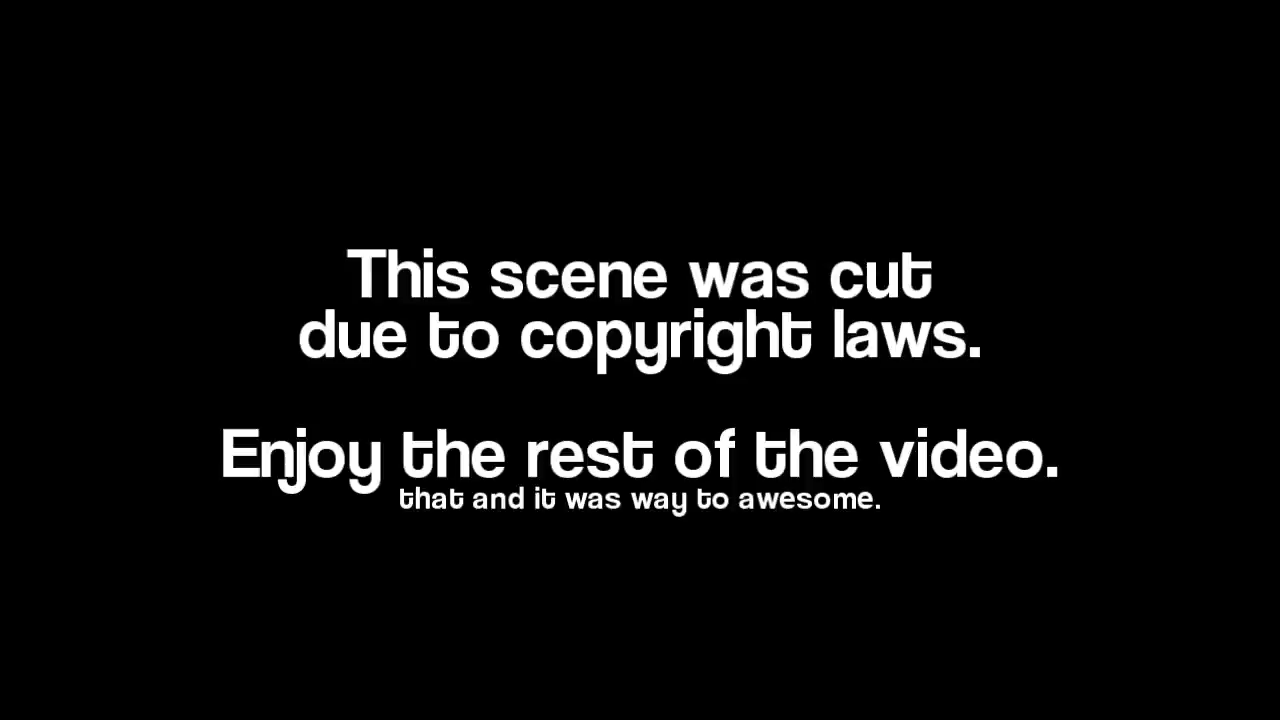 This scene was cut
due to copyright laws.
Enjoy the rest of the video.
that and it was way to awesome.